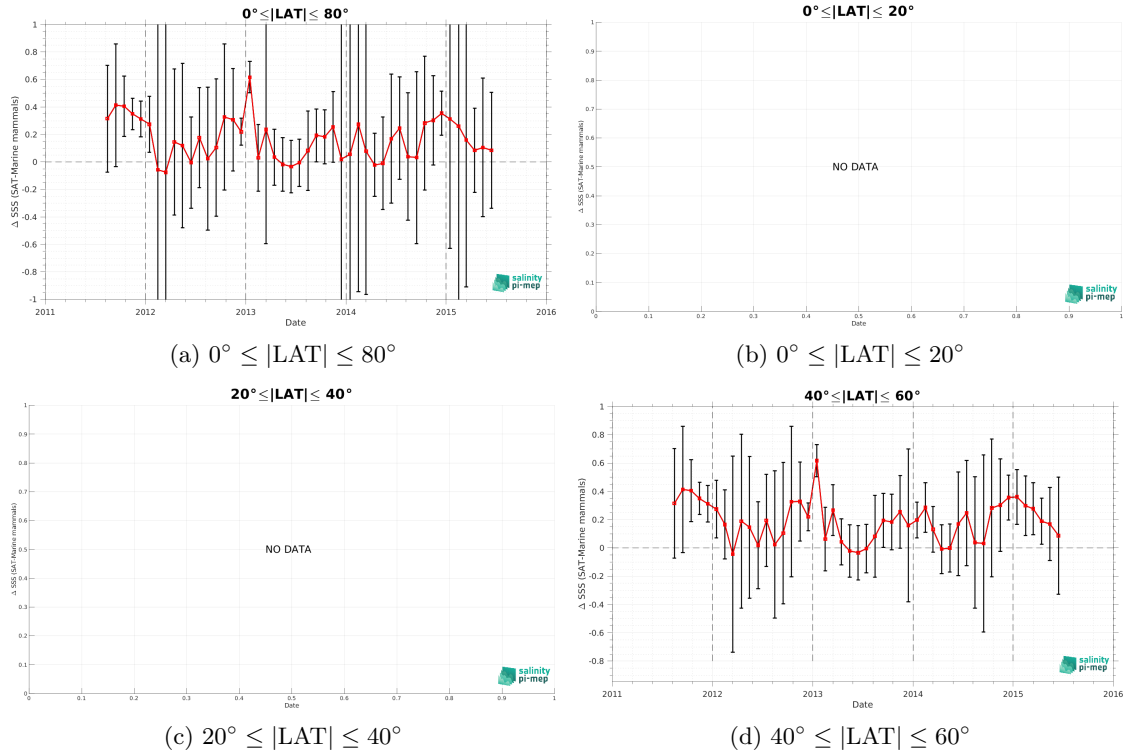 0°≤|LAT|≤ 80°
1
0.8
0.6
0.4
0.2
0
-0.2
-0.4
-0.6
-0.8
-1
Δ SSS (SAT-Marine mammals)
2011
2012
2013
2014
2015
2016
Date
salinity
pi-mep
(a) 0° ≤ |LAT| ≤ 80°
0°≤|LAT|≤ 20°
1
0.9
0.8
0.7
0.6
0.5
0.4
0.3
0.2
0.1
0
Δ SSS (SAT-Marine mammals)
NO DATA
0
0.1
0.2
0.3
0.4
0.5
0.6
0.7
0.8
0.9
1
Date
salinity
pi-mep
(b) 0° ≤ |LAT| ≤ 20°
20°≤|LAT|≤ 40°
1
0.9
0.8
0.7
0.6
0.5
0.4
0.3
0.2
0.1
0
Δ SSS (SAT-Marine mammals)
NO DATA
0
0.1
0.2
0.3
0.4
0.5
0.6
0.7
0.8
0.9
1
Date
salinity
pi-mep
(c) 20° ≤ |LAT| ≤ 40°
40°≤|LAT|≤ 60°
1
0.8
0.6
0.4
0.2
0
-0.2
-0.4
-0.6
-0.8
Δ SSS (SAT-Marine mammals)
2011
2012
2013
2014
2015
2016
Date
salinity
pi-mep
(d) 40° ≤ |LAT| ≤ 60°